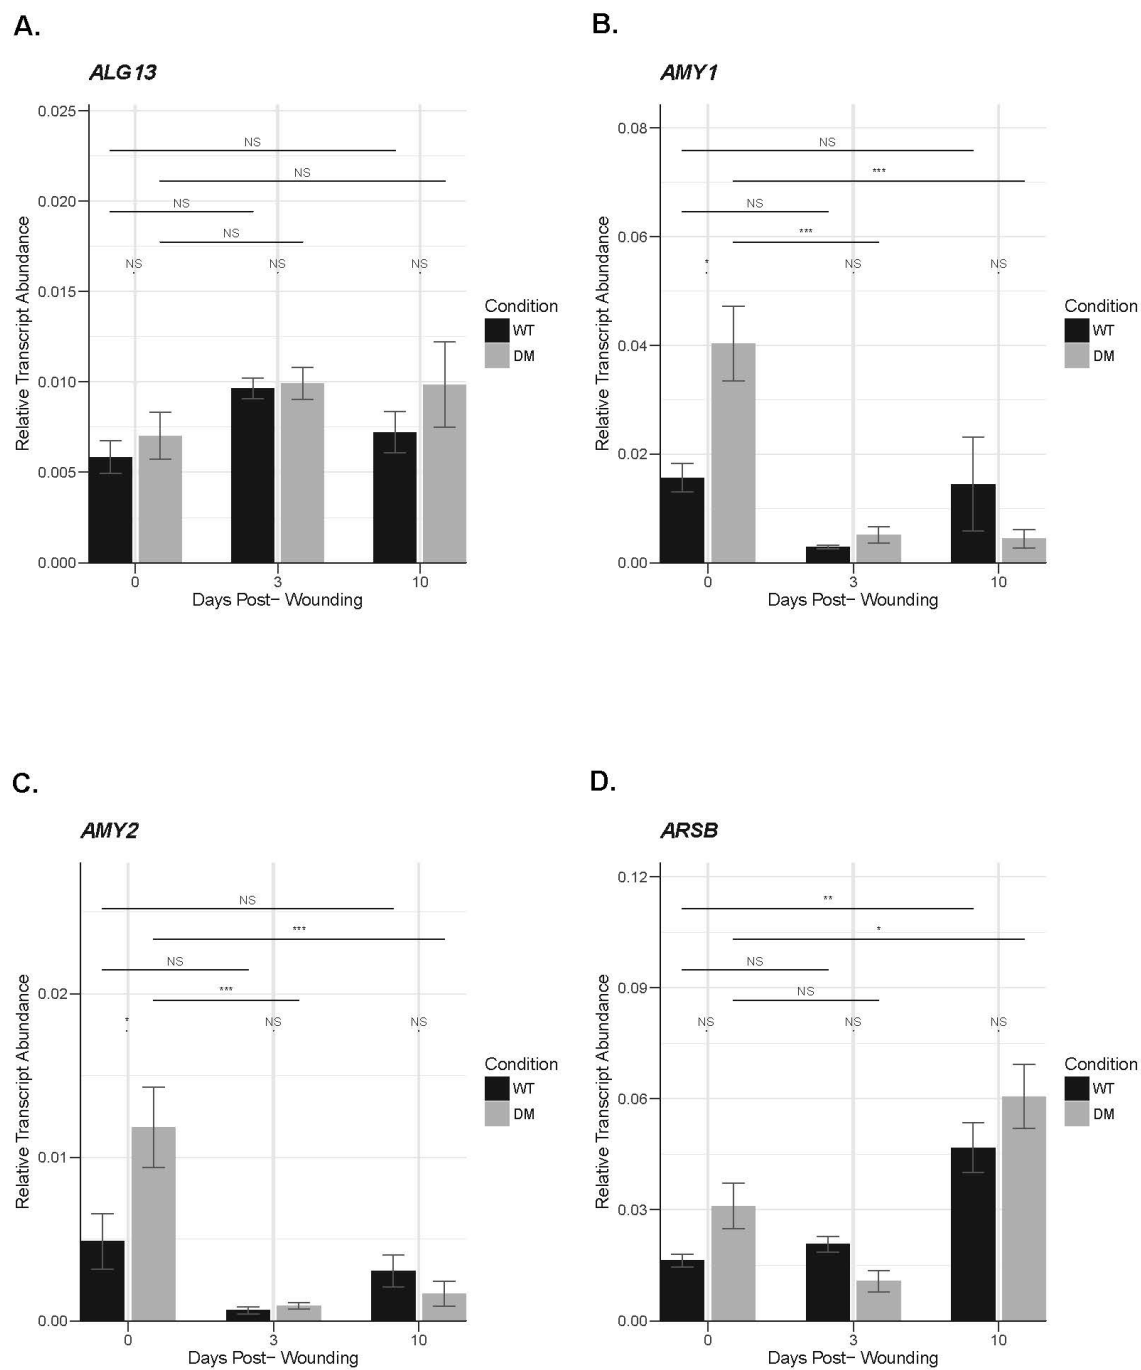 A.
ALG13
0.025
0.020
0.015
0.010
0.005
0.000
Relative Transcript Abundance
NS
NS
NS
NS
NS NS NS
0 3 10
Days Post− Wounding
Condition
WT
DM
B.
AMY1
0.08
0.06
0.04
0.02
0.00
Relative Transcript Abundance
NS
***
NS
***
* NS NS
0 3 10
Days Post− Wounding
Condition
WT
DM
C.
AMY2
0.02
0.01
0.00
Relative Transcript Abundance
NS
***
NS
***
* NS NS
0 3 10
Days Post− Wounding
Condition
WT
DM
D.
ARSB
0.12
0.09
0.06
0.03
0.00
Relative Transcript Abundance
**
*
NS
NS
NS NS NS
0 3 10
Days Post− Wounding
Condition
WT
DM